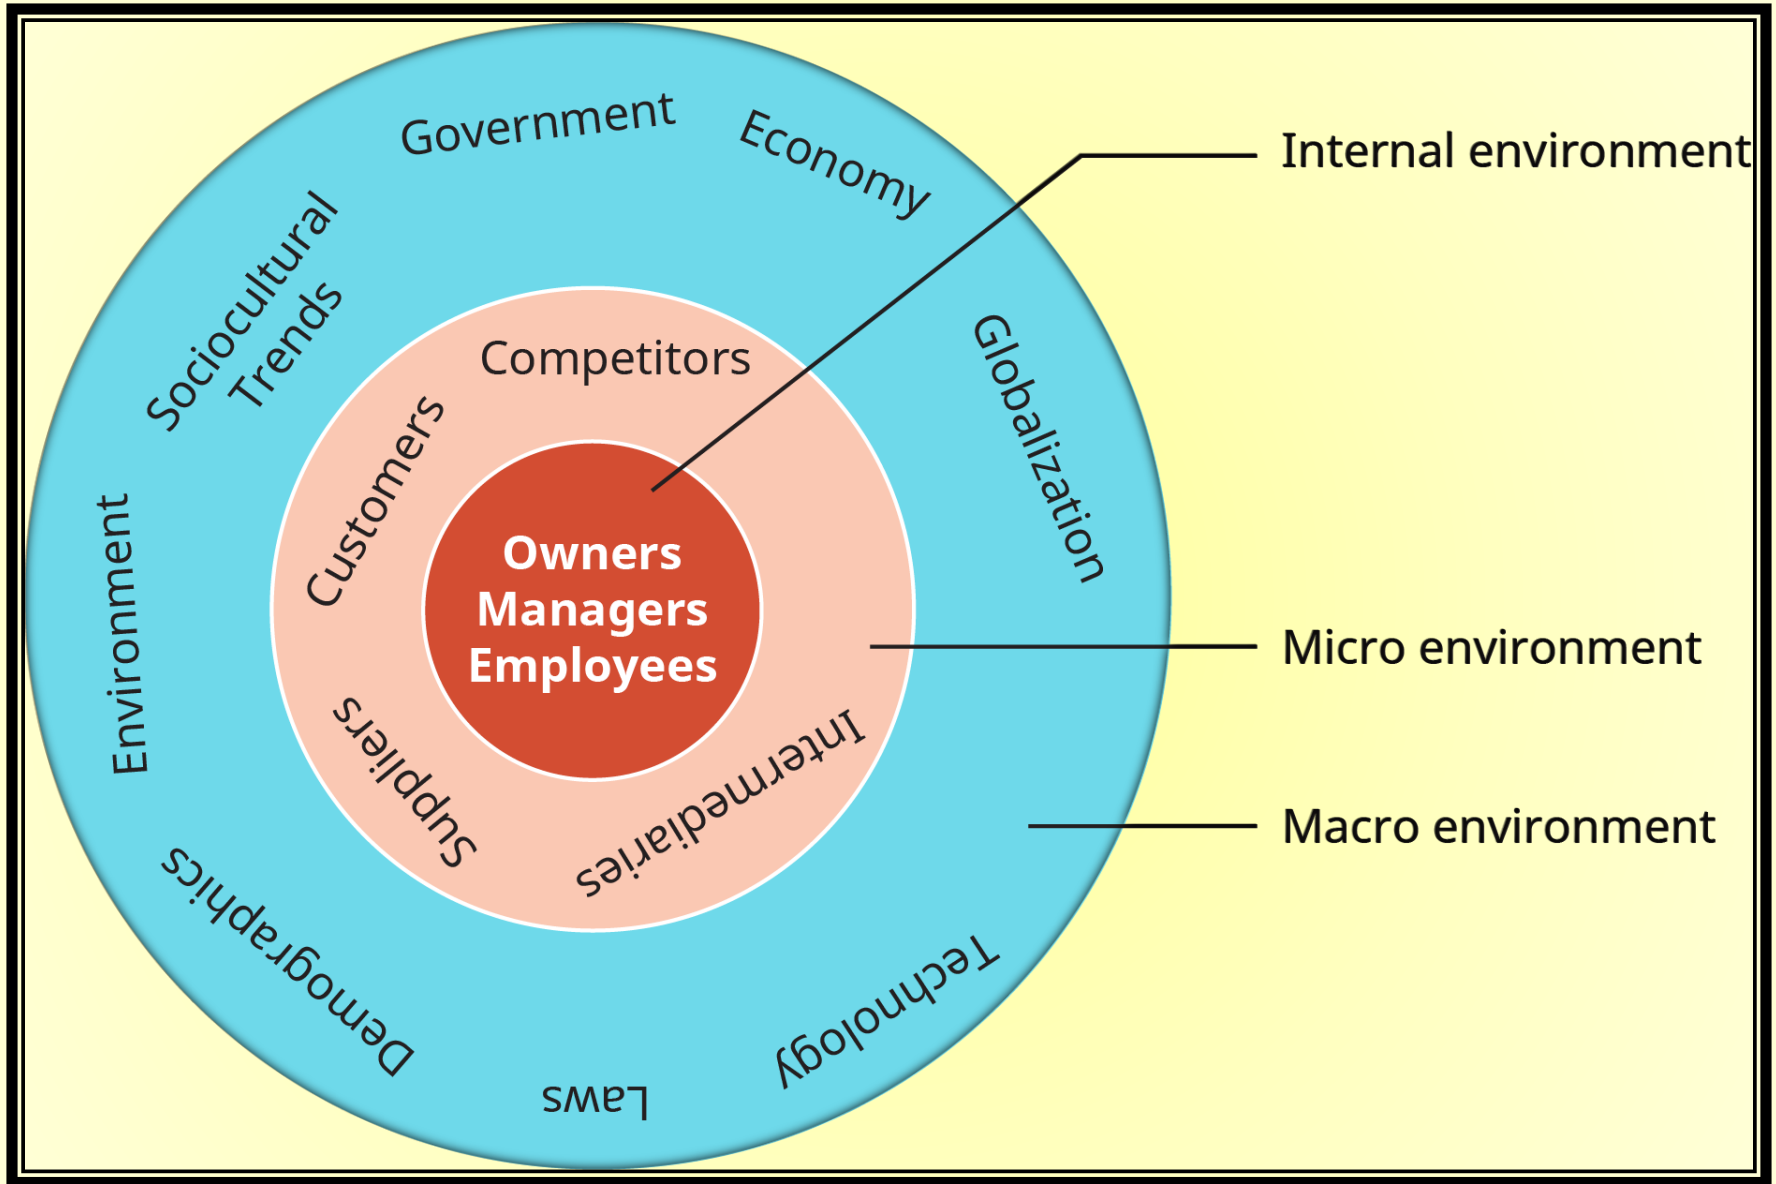 Government
Economy
Sociocultural
Trends
Globalization
Environment
Demographics
Laws
Technology
Competitors
Customers
Suppliers
Intermediaries
Owners
Managers
Employees
Internal environment
Micro environment
Macro environment